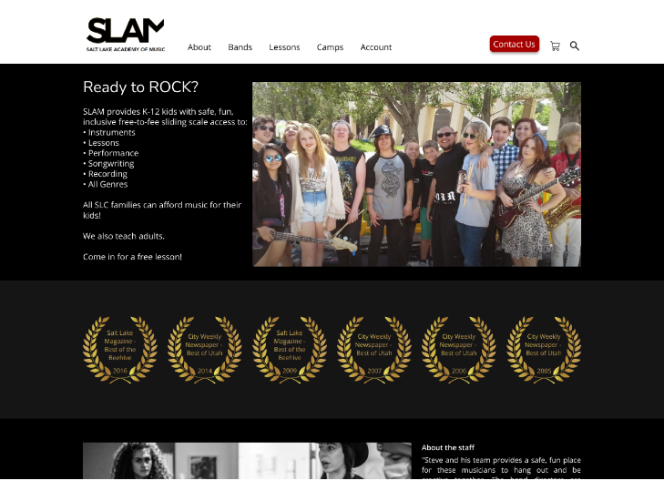 SLAM
SALT LAKE ACADEMY OF MUSIC
About Bands Lessons Camps Account
Contact Us
Ready to ROCK?
SLAM provides K-12 kids with safe, fun,
inclusive free-to-fee sliding scale access to:
• Instruments
• Lessons
• Performance
• Songwriting
• Recording
• All Genres
All SLC families can afford music for their
kids!
We also teach adults.
Come in for a free lesson!
Salt Lake
Magazine -
Best of the
Beehive
2016
City Weekly
Newspaper -
Best of Utah
2014
Salt Lake
Magazine -
Best of the
Beehive
2009
City Weekly
Newspaper -
Best of Utah
2007
City Weekly
Newspaper -
Best of Utah
2006
City Weekly
Newspaper -
Best of Utah
2005
About the staff
"Steve and his team provides a safe, fun place
for these musicians to hang out and be